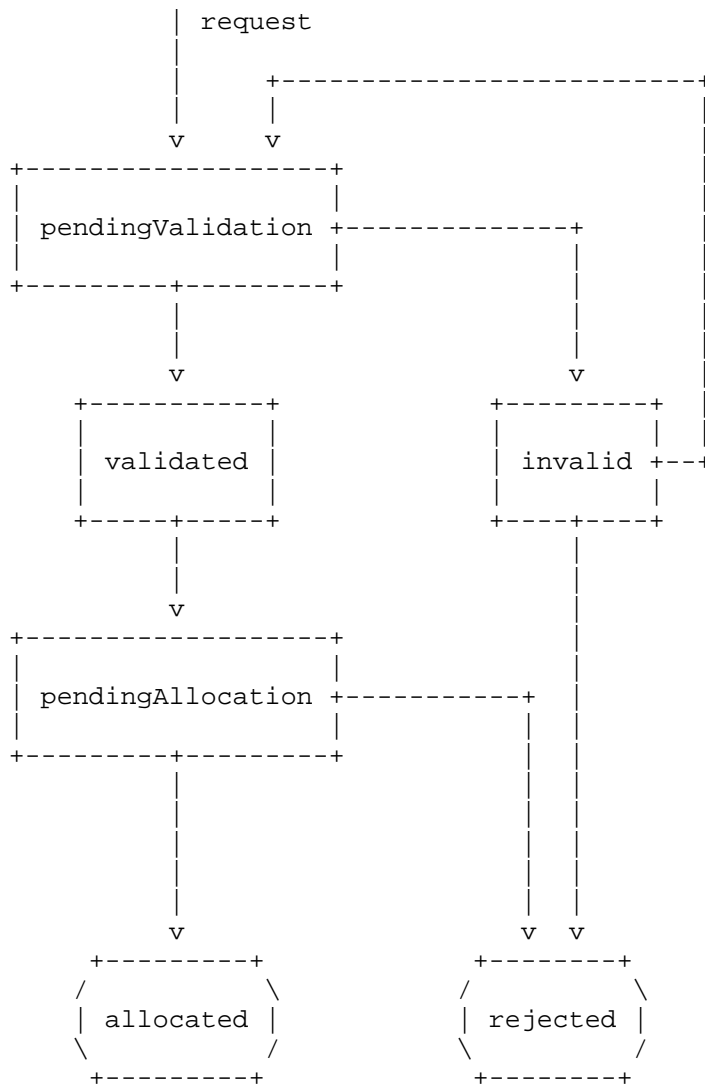 request
pendingValidation
validated
invalid
pendingAllocation
allocated
rejected